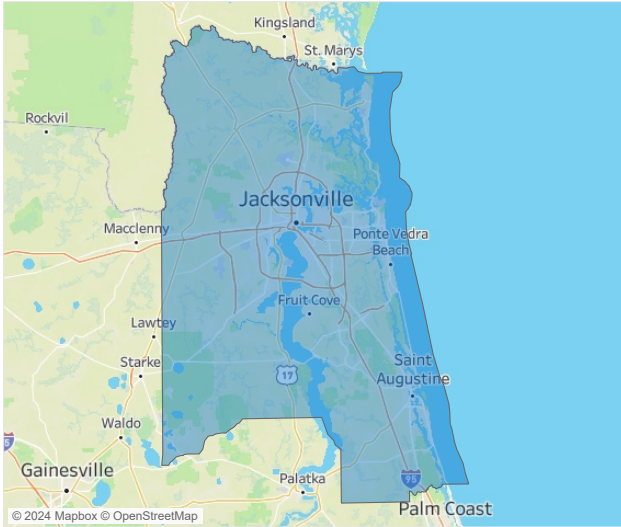 Kingsland
St. Marys
Rockvil
Jacksonville
Macclenny
Ponte Vedra
Beach
Fruit Cove
Lawtey
Starke
17
Saint
Augustine
Waldo
5
Gainesville
Palatka
95
Palm Coast
© 2024 Mapbox © OpenStreetMap